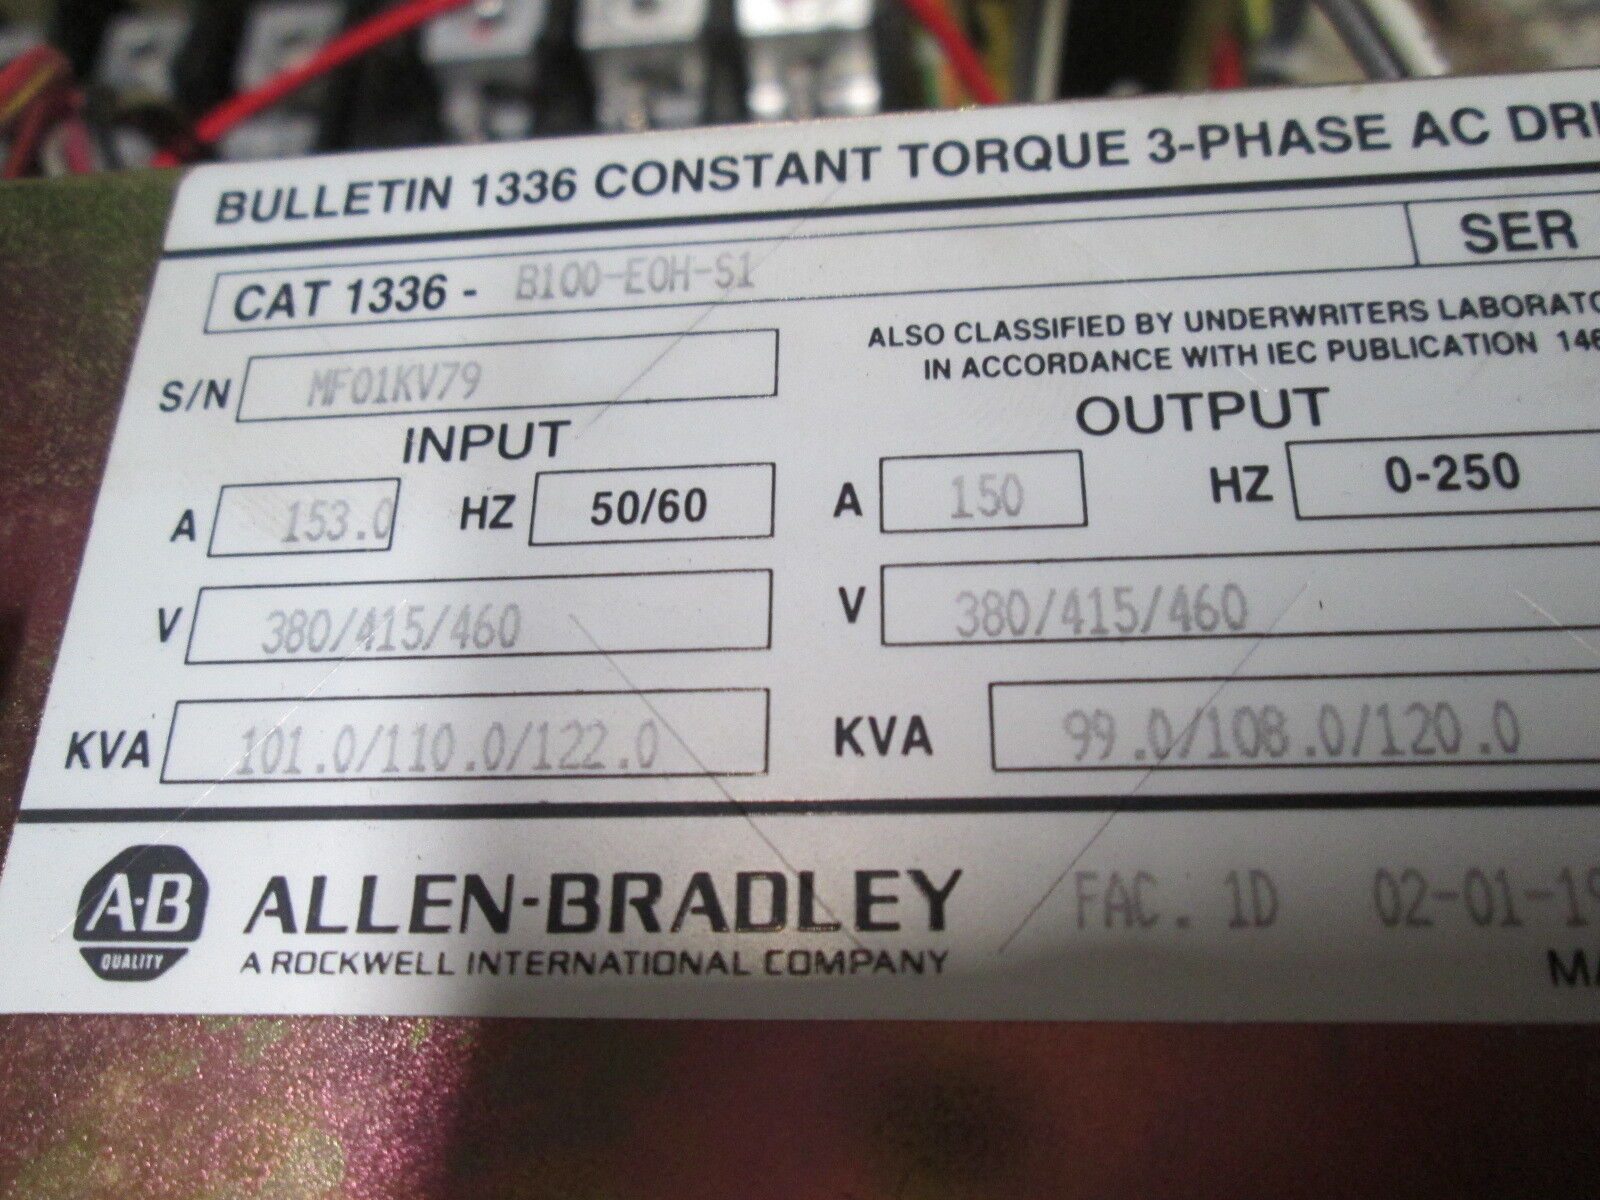 BULLETIN 1336 CONSTANT TORQUE 3-PHASE AC DRI
CAT 1336 - B100-EOH-S1 SER
S/N MF01KV79
ALSO CLASSIFIED BY UNDERWRITERS LABORATO
IN ACCORDANCE WITH IEC PUBLICATION 146
INPUT OUTPUT
A 153.0 HZ 50/60 A 150 HZ 0-250
V 380/415/460 V 380/415/460
KVA 101.0/110.0/122.0 KVA 99.0/108.0/120.0
A-B QUALITY
ALLEN-BRADLEY FAC. 1D 02-01-19
A ROCKWELL INTERNATIONAL COMPANY MA